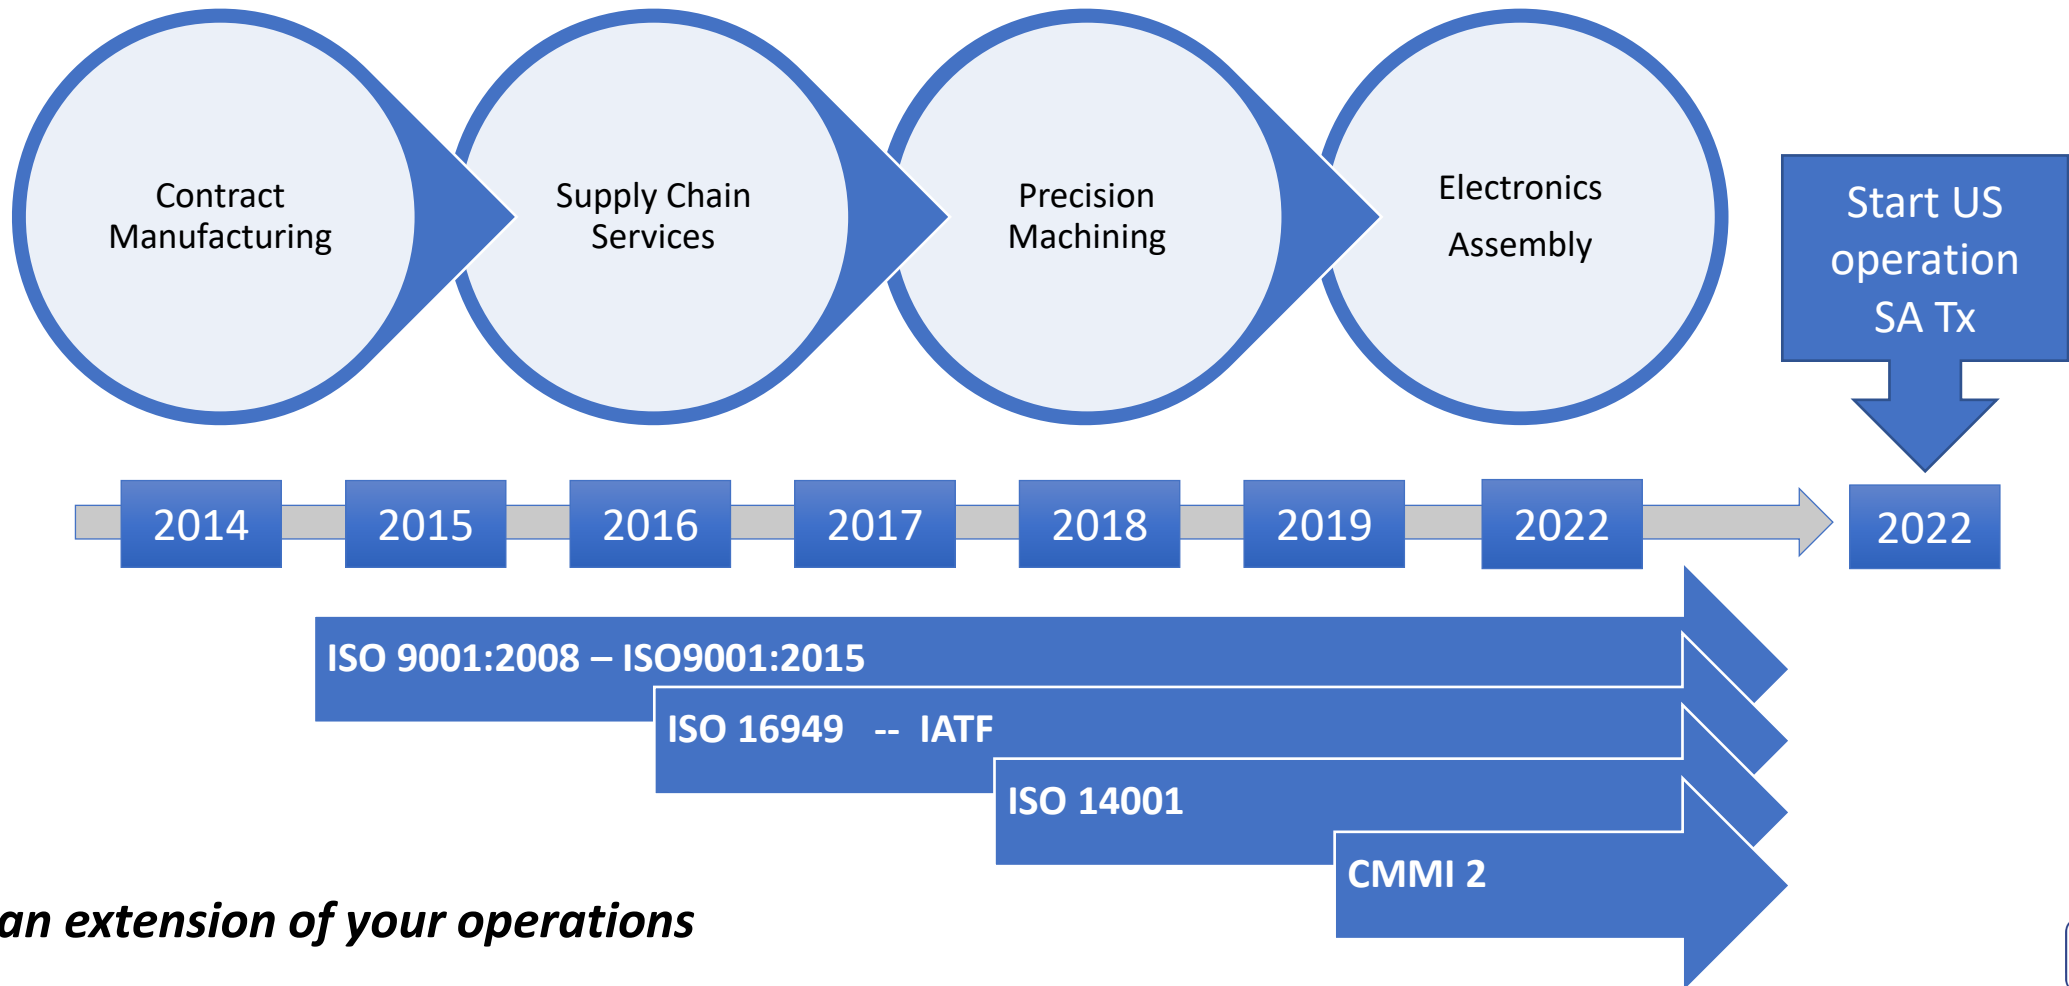 Contract
Manufacturing
Supply Chain
Services
Precision
Machining
Electronics
Assembly
Start US
operation
SA Tx
2014
2015
2016
2017
2018
2019
2022
2022
ISO 9001:2008 – ISO9001:2015
ISO 16949 -- IATF
ISO 14001
CMMI 2
an extension of your operations